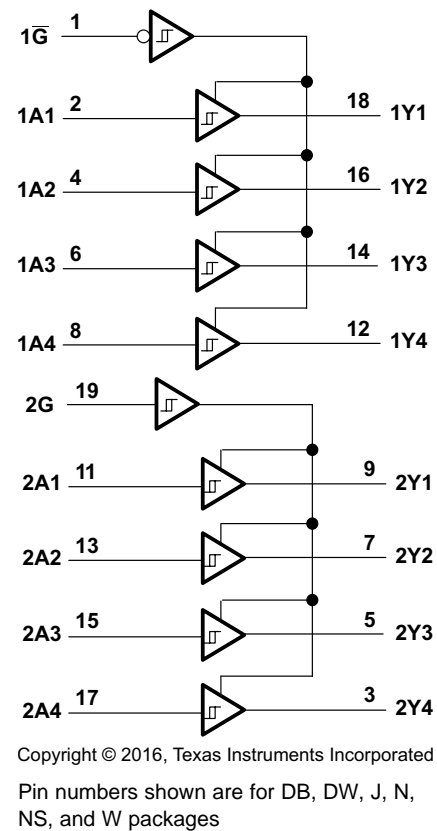 1G̅ 1
1A1 2 18 1Y1
1A2 4 16 1Y2
1A3 6 14 1Y3
1A4 8 12 1Y4
2G 19
2A1 11 9 2Y1
2A2 13 7 2Y2
2A3 15 5 2Y3
2A4 17 3 2Y4
Copyright © 2016, Texas Instruments Incorporated
Pin numbers shown are for DB, DW, J, N,
NS, and W packages